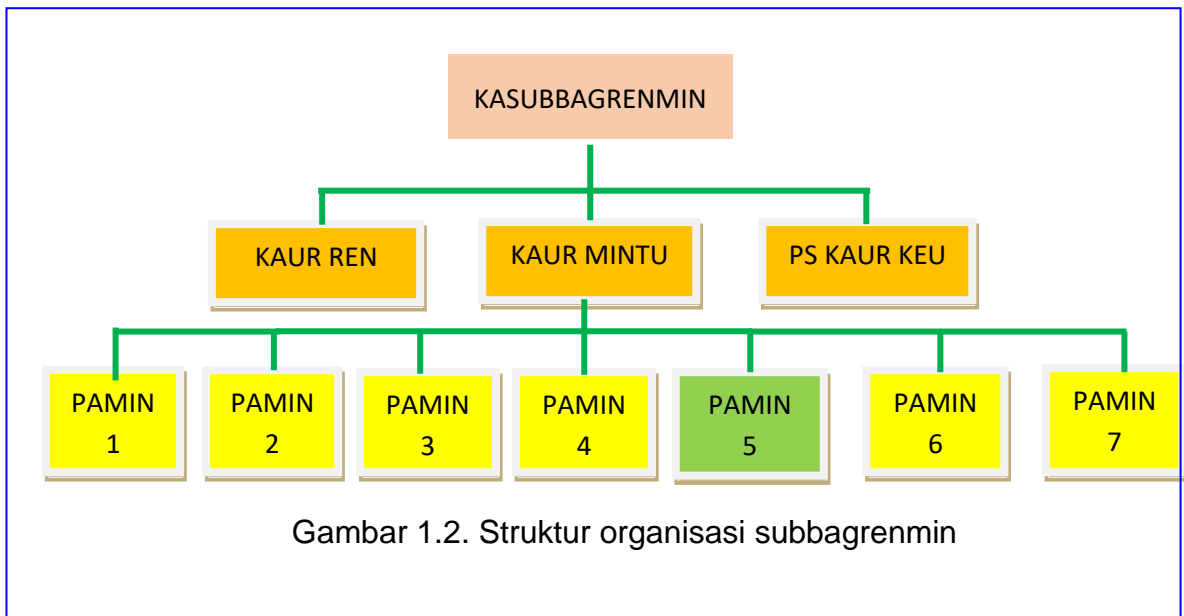 KASUBBAGRENMIN
KAUR REN
KAUR MINTU
PS KAUR KEU
PAMIN
1
PAMIN
2
PAMIN
3
PAMIN
4
PAMIN
5
PAMIN
6
PAMIN
7
Gambar 1.2. Struktur organisasi subbagrenmin